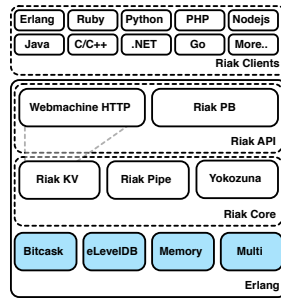 Erlang Ruby Python PHP Nodejs
Java C/C++ .NET Go More..
Riak Clients
Webmachine HTTP Riak PB
Riak API
Riak KV Riak Pipe Yokozuna
Riak Core
Bitcask eLevelDB Memory Multi
Erlang